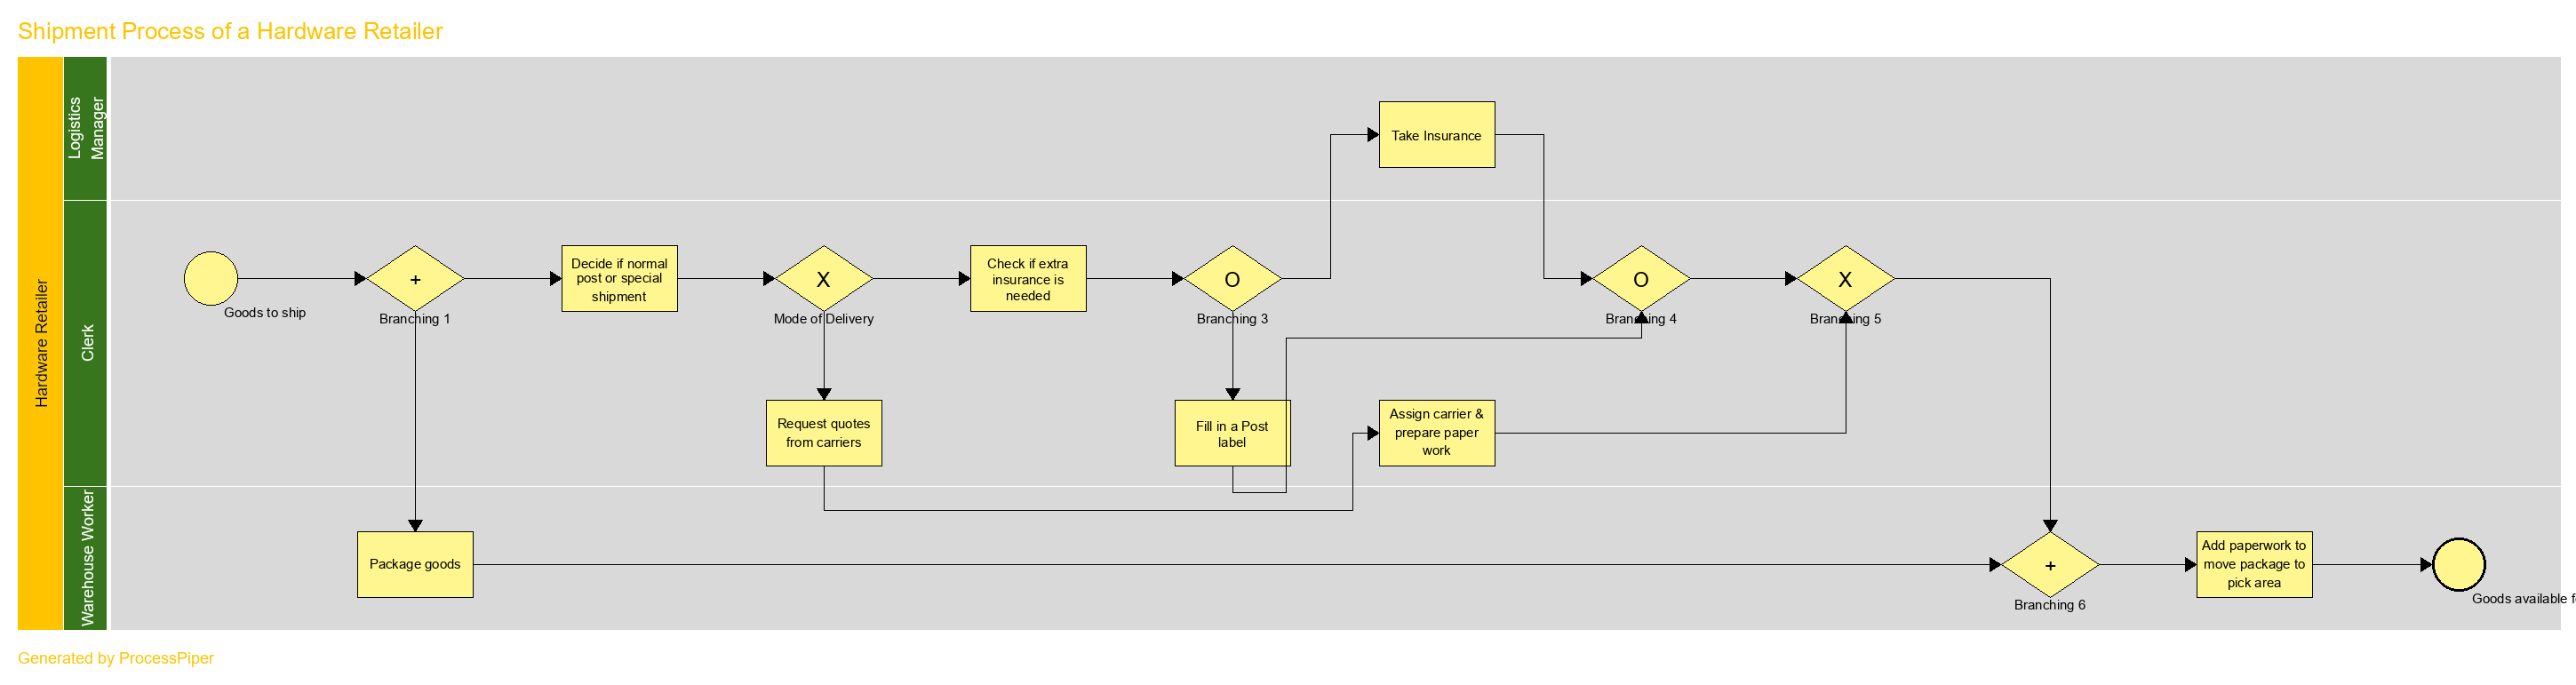 Shipment Process of a Hardware Retailer
Hardware Retailer
Logistics
Manager
Take Insurance
Clerk
Goods to ship
+
Branching 1
Decide if normal
post or special
shipment
X
Mode of Delivery
Check if extra
insurance is
needed
O
Branching 3
O
Branching 4
X
Branching 5
Request quotes
from carriers
Fill in a Post
label
Assign carrier &
prepare paper
work
Warehouse Worker
Package goods
+
Branching 6
Add paperwork to
move package to
pick area
Goods available
Generated by ProcessPiper